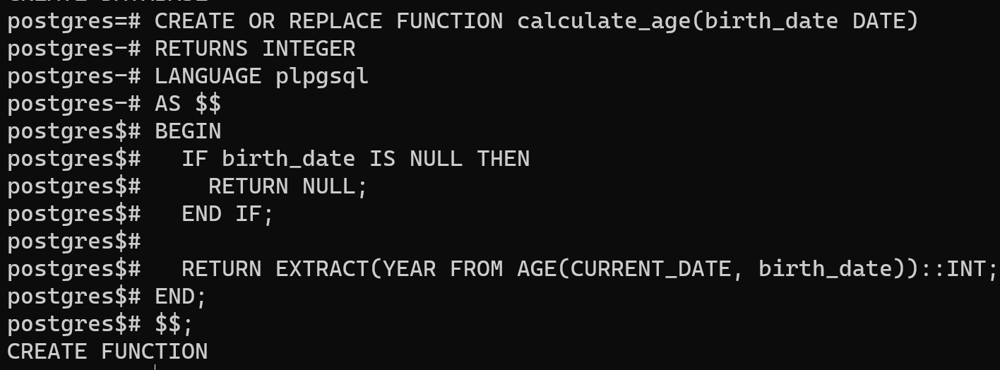 CREATE DATABASE
postgres=# CREATE OR REPLACE FUNCTION calculate_age(birth_date DATE)
postgres-# RETURNS INTEGER
postgres-# LANGUAGE plpgsql
postgres-# AS $$
postgres$# BEGIN
postgres$#   IF birth_date IS NULL THEN
postgres$#     RETURN NULL;
postgres$#   END IF;
postgres$#
postgres$#   RETURN EXTRACT(YEAR FROM AGE(CURRENT_DATE, birth_date))::INT;
postgres$# END;
postgres$# $$;
CREATE FUNCTION